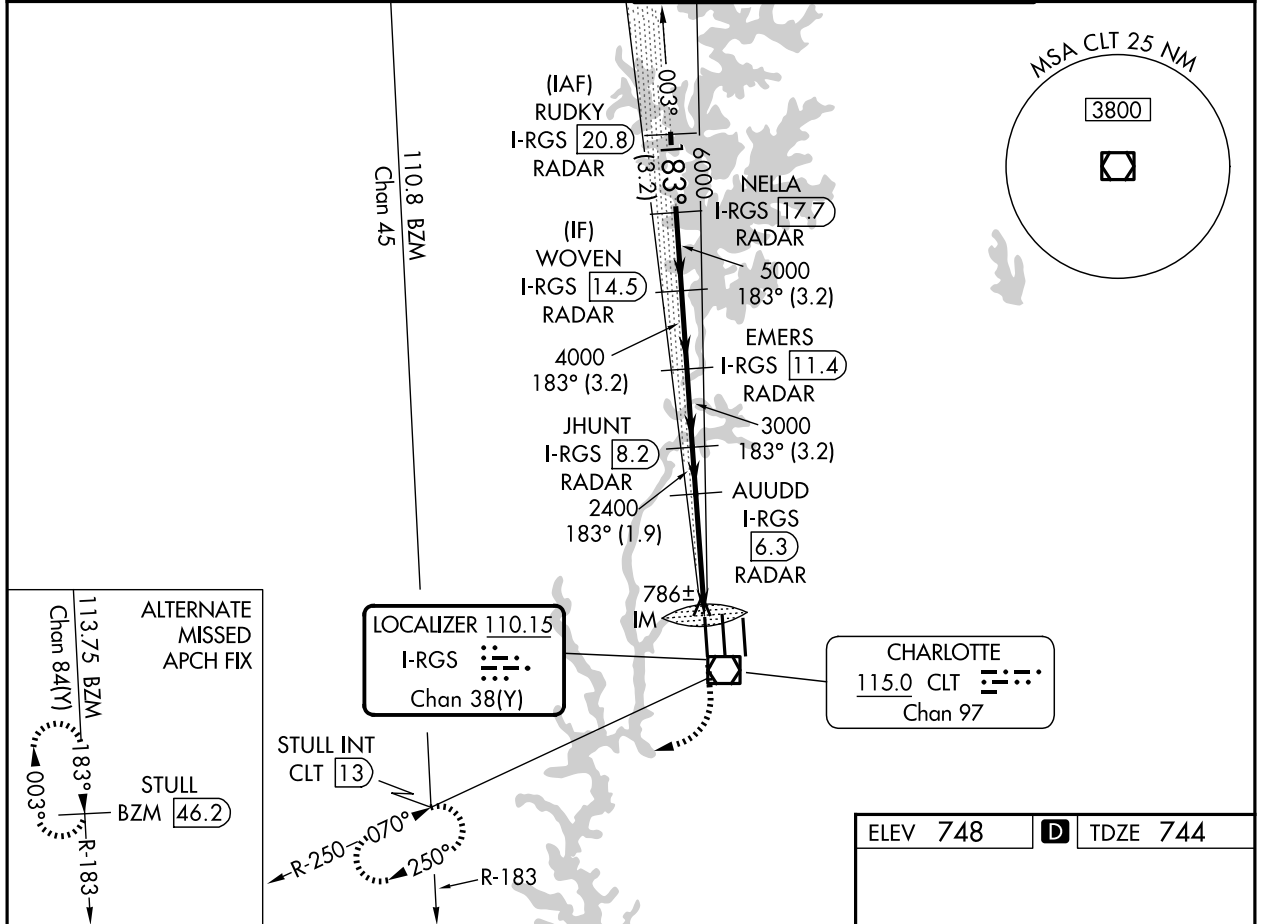 (IAF)
RUDKY
I-RGS 20.8
RADAR
003°
183°
(3.2)
6000
MSA CLT 25 NM
3800
110.8 BZM
Chan 45
NELLA
I-RGS 17.7
RADAR
(IF)
WOVEN
I-RGS 14.5
RADAR
5000
183° (3.2)
4000
183° (3.2)
EMERS
I-RGS 11.4
RADAR
3000
183° (3.2)
JHUNT
I-RGS 8.2
RADAR
2400
183° (1.9)
AUUDD
I-RGS
6.3
RADAR
786±
IM
ALTERNATE
MISSED
APCH FIX
113.75 BZM
Chan 84(Y)
183°
003°
STULL
BZM 46.2
R-183
LOCALIZER 110.15
I-RGS
Chan 38(Y)
CHARLOTTE
115.0 CLT
Chan 97
STULL INT
CLT 13
R-250
070°
250°
R-183
ELEV 748 D TDZE 744